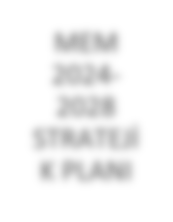 MEM
2024-
2028
STRATEJİ
K PLANI